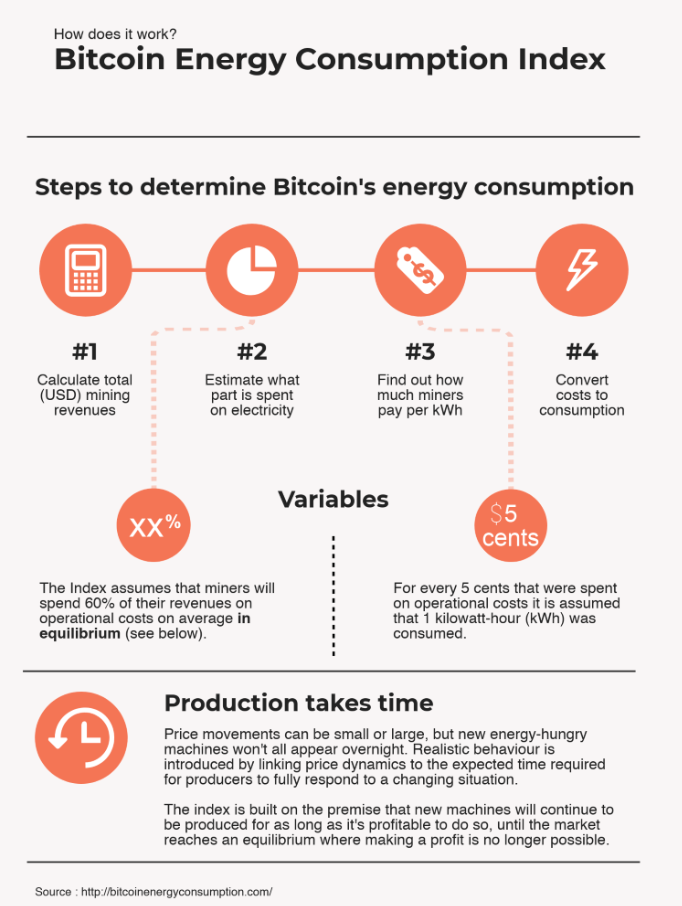 How does it work?
Bitcoin Energy Consumption Index
Steps to determine Bitcoin's energy consumption
#1
Calculate total
(USD) mining
revenues
#2
Estimate what
part is spent
on electricity
#3
Find out how
much miners
pay per kWh
#4
Convert
costs to
consumption
Variables
xx%
The Index assumes that miners will
spend 60% of their revenues on
operational costs on average in
equilibrium (see below).
$5
cents
For every 5 cents that were spent
on operational costs it is assumed
that 1 kilowatt-hour (kWh) was
consumed.
Production takes time
Price movements can be small or large, but new energy-hungry
machines won't all appear overnight. Realistic behaviour is
introduced by linking price dynamics to the expected time required
for producers to fully respond to a changing situation.
The index is built on the premise that new machines will continue to
be produced for as long as it's profitable to do so, until the market
reaches an equilibrium where making a profit is no longer possible.
Source : http://bitcoinenergyconsumption.com/